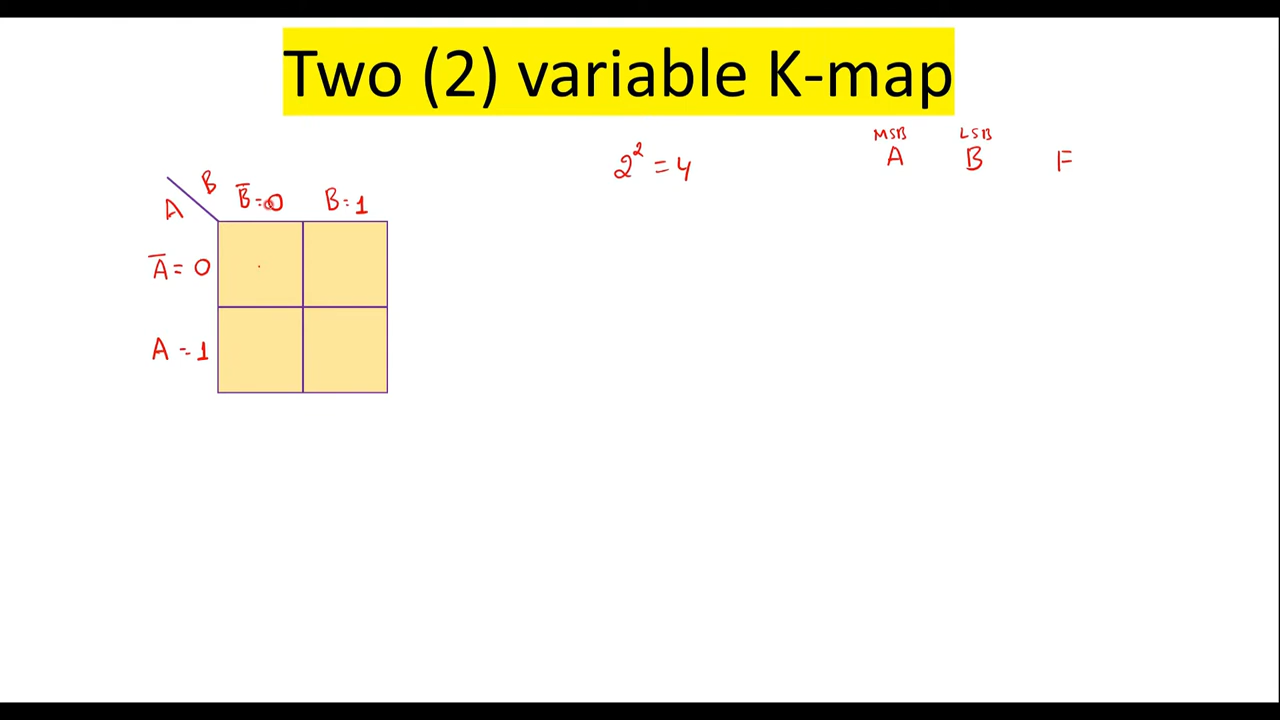 Two (2) variable K-map
MSB LSB
2² = 4 A B F
B
A
B̅ = 0 B = 1
A̅ = 0
A = 1